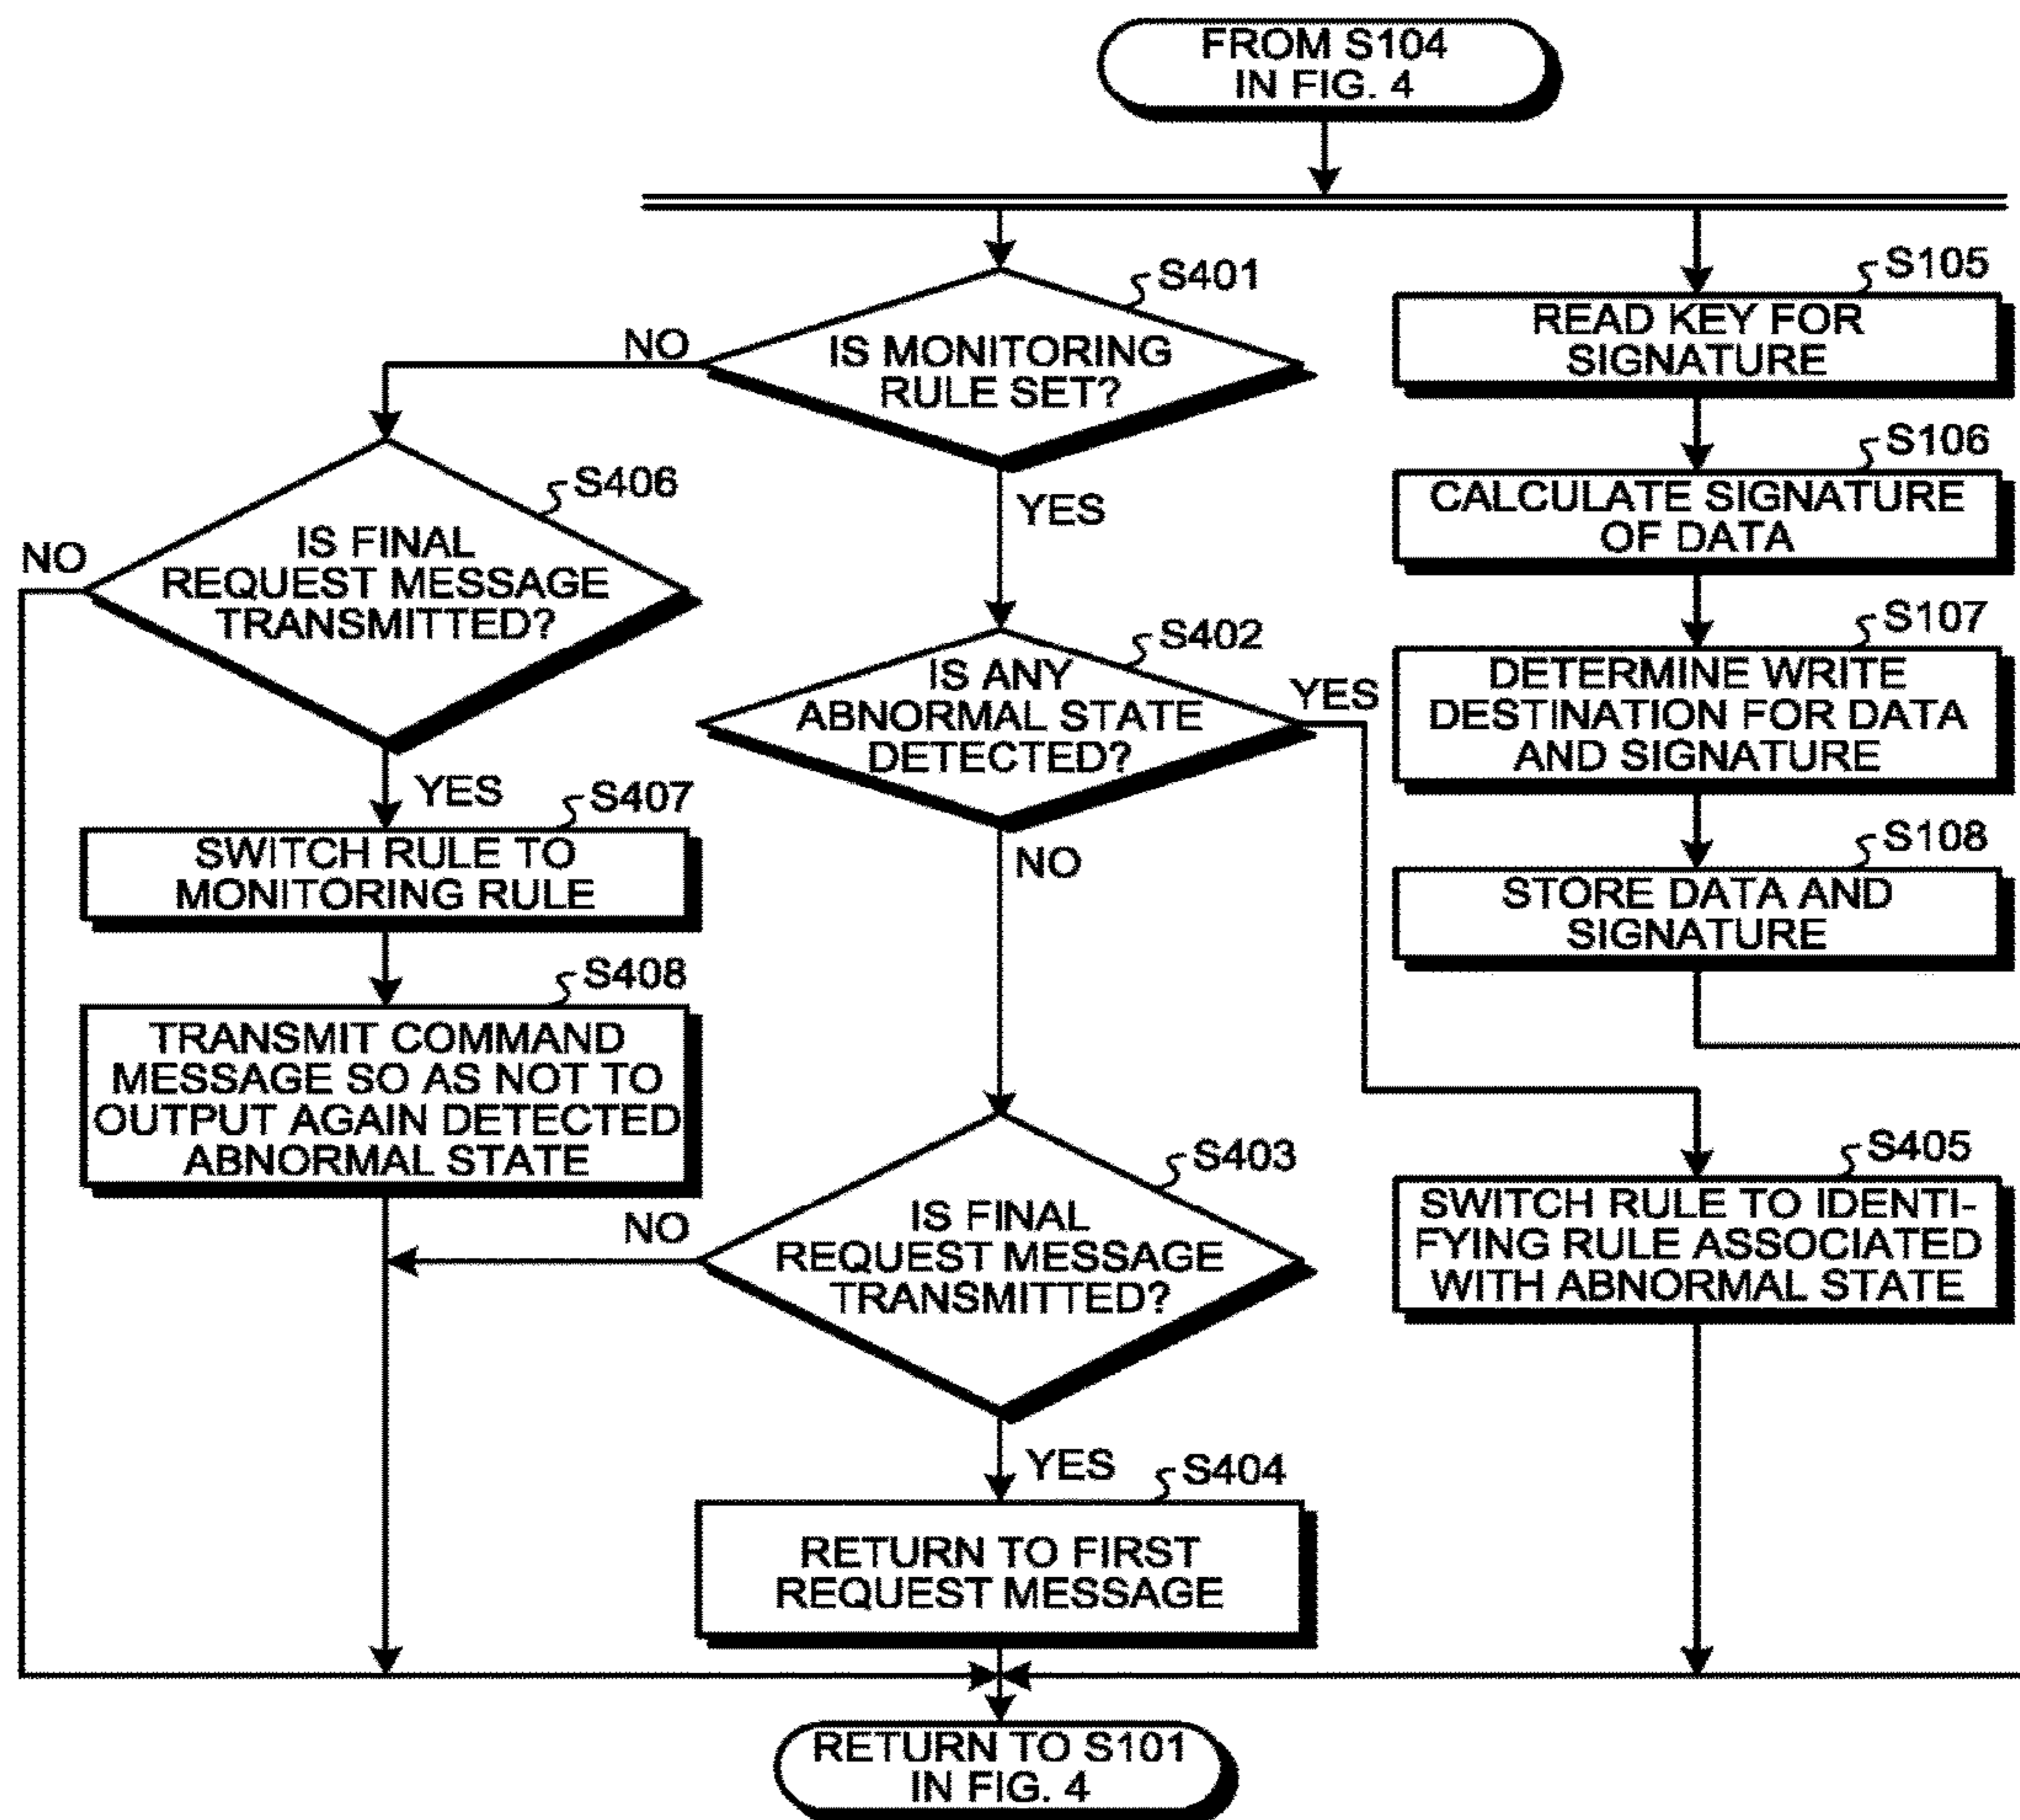 FROM S104
IN FIG. 4
S401
IS MONITORING
RULE SET?
NO
YES
S105
READ KEY FOR
SIGNATURE
S106
CALCULATE SIGNATURE
OF DATA
S107
DETERMINE WRITE
DESTINATION FOR DATA
AND SIGNATURE
S108
STORE DATA AND
SIGNATURE
S406
IS FINAL
REQUEST MESSAGE
TRANSMITTED?
NO
YES
S407
SWITCH RULE TO
MONITORING RULE
S408
TRANSMIT COMMAND
MESSAGE SO AS NOT TO
OUTPUT AGAIN DETECTED
ABNORMAL STATE
S402
IS ANY
ABNORMAL STATE
DETECTED?
YES
NO
S403
IS FINAL
REQUEST MESSAGE
TRANSMITTED?
NO
YES
S405
SWITCH RULE TO IDENTI-
FYING RULE ASSOCIATED
WITH ABNORMAL STATE
S404
RETURN TO FIRST
REQUEST MESSAGE
RETURN TO S101
IN FIG. 4